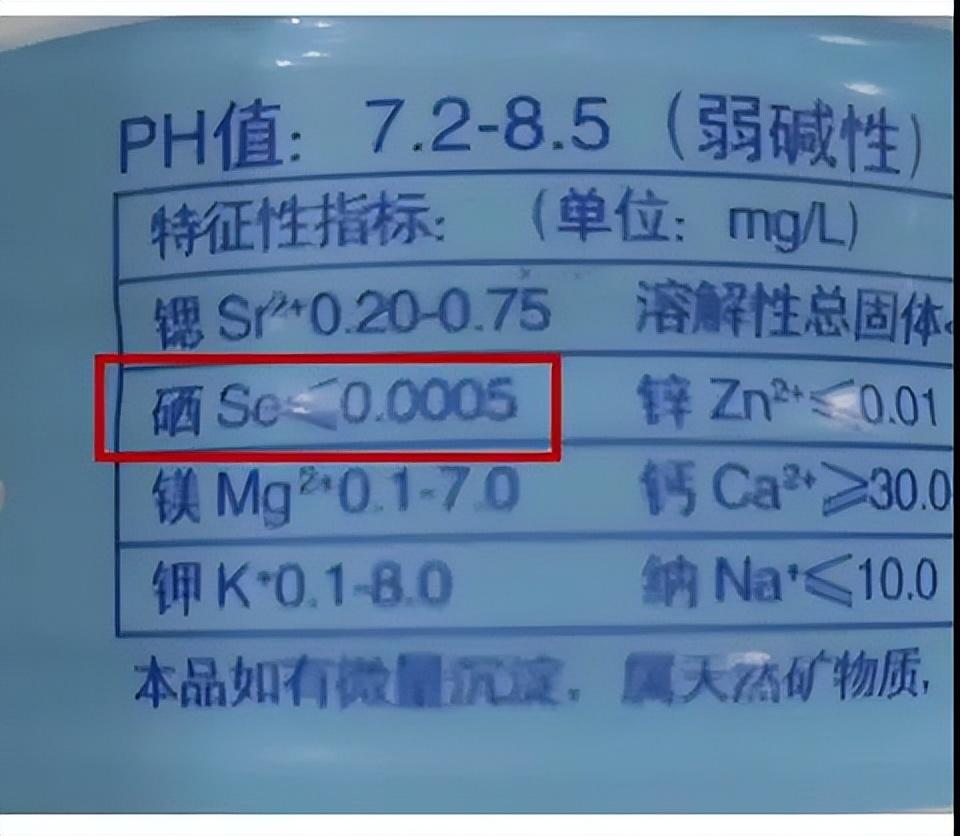 PH值: 7.2-8.5 (弱碱性)
特征性指标: (单位: mg/L)
锶 Sr²⁺0.20-0.75 溶解性总固体
硒 Se≤0.0005 锌 Zn²⁺≤0.01
镁 Mg²⁺0.1-7.0 钙 Ca²⁺≥30.0
钾 K⁺0.1-8.0 钠 Na⁺≤10.0
本品如有微量沉淀, 属天然矿物质,